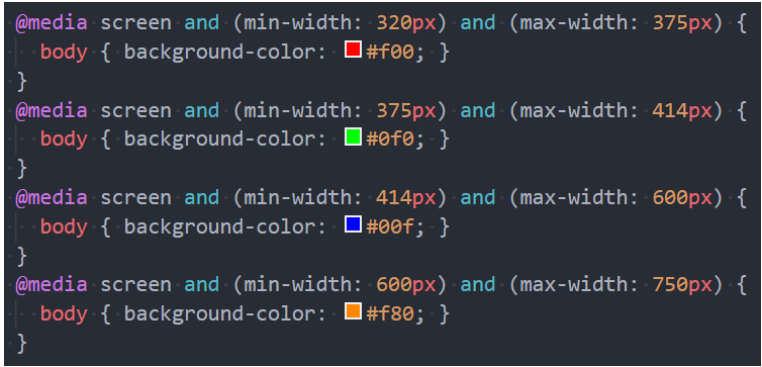 @media screen and (min-width: 320px) and (max-width: 375px) {
body { background-color: #f00; }
}
@media screen and (min-width: 375px) and (max-width: 414px) {
body { background-color: #0f0; }
}
@media screen and (min-width: 414px) and (max-width: 600px) {
body { background-color: #00f; }
}
@media screen and (min-width: 600px) and (max-width: 750px) {
body { background-color: #f80; }
}